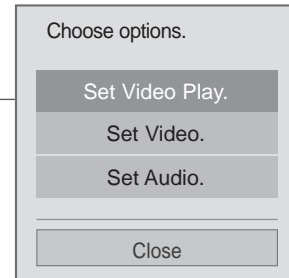 Choose options.
Set Video Play.
Set Video.
Set Audio.
Close